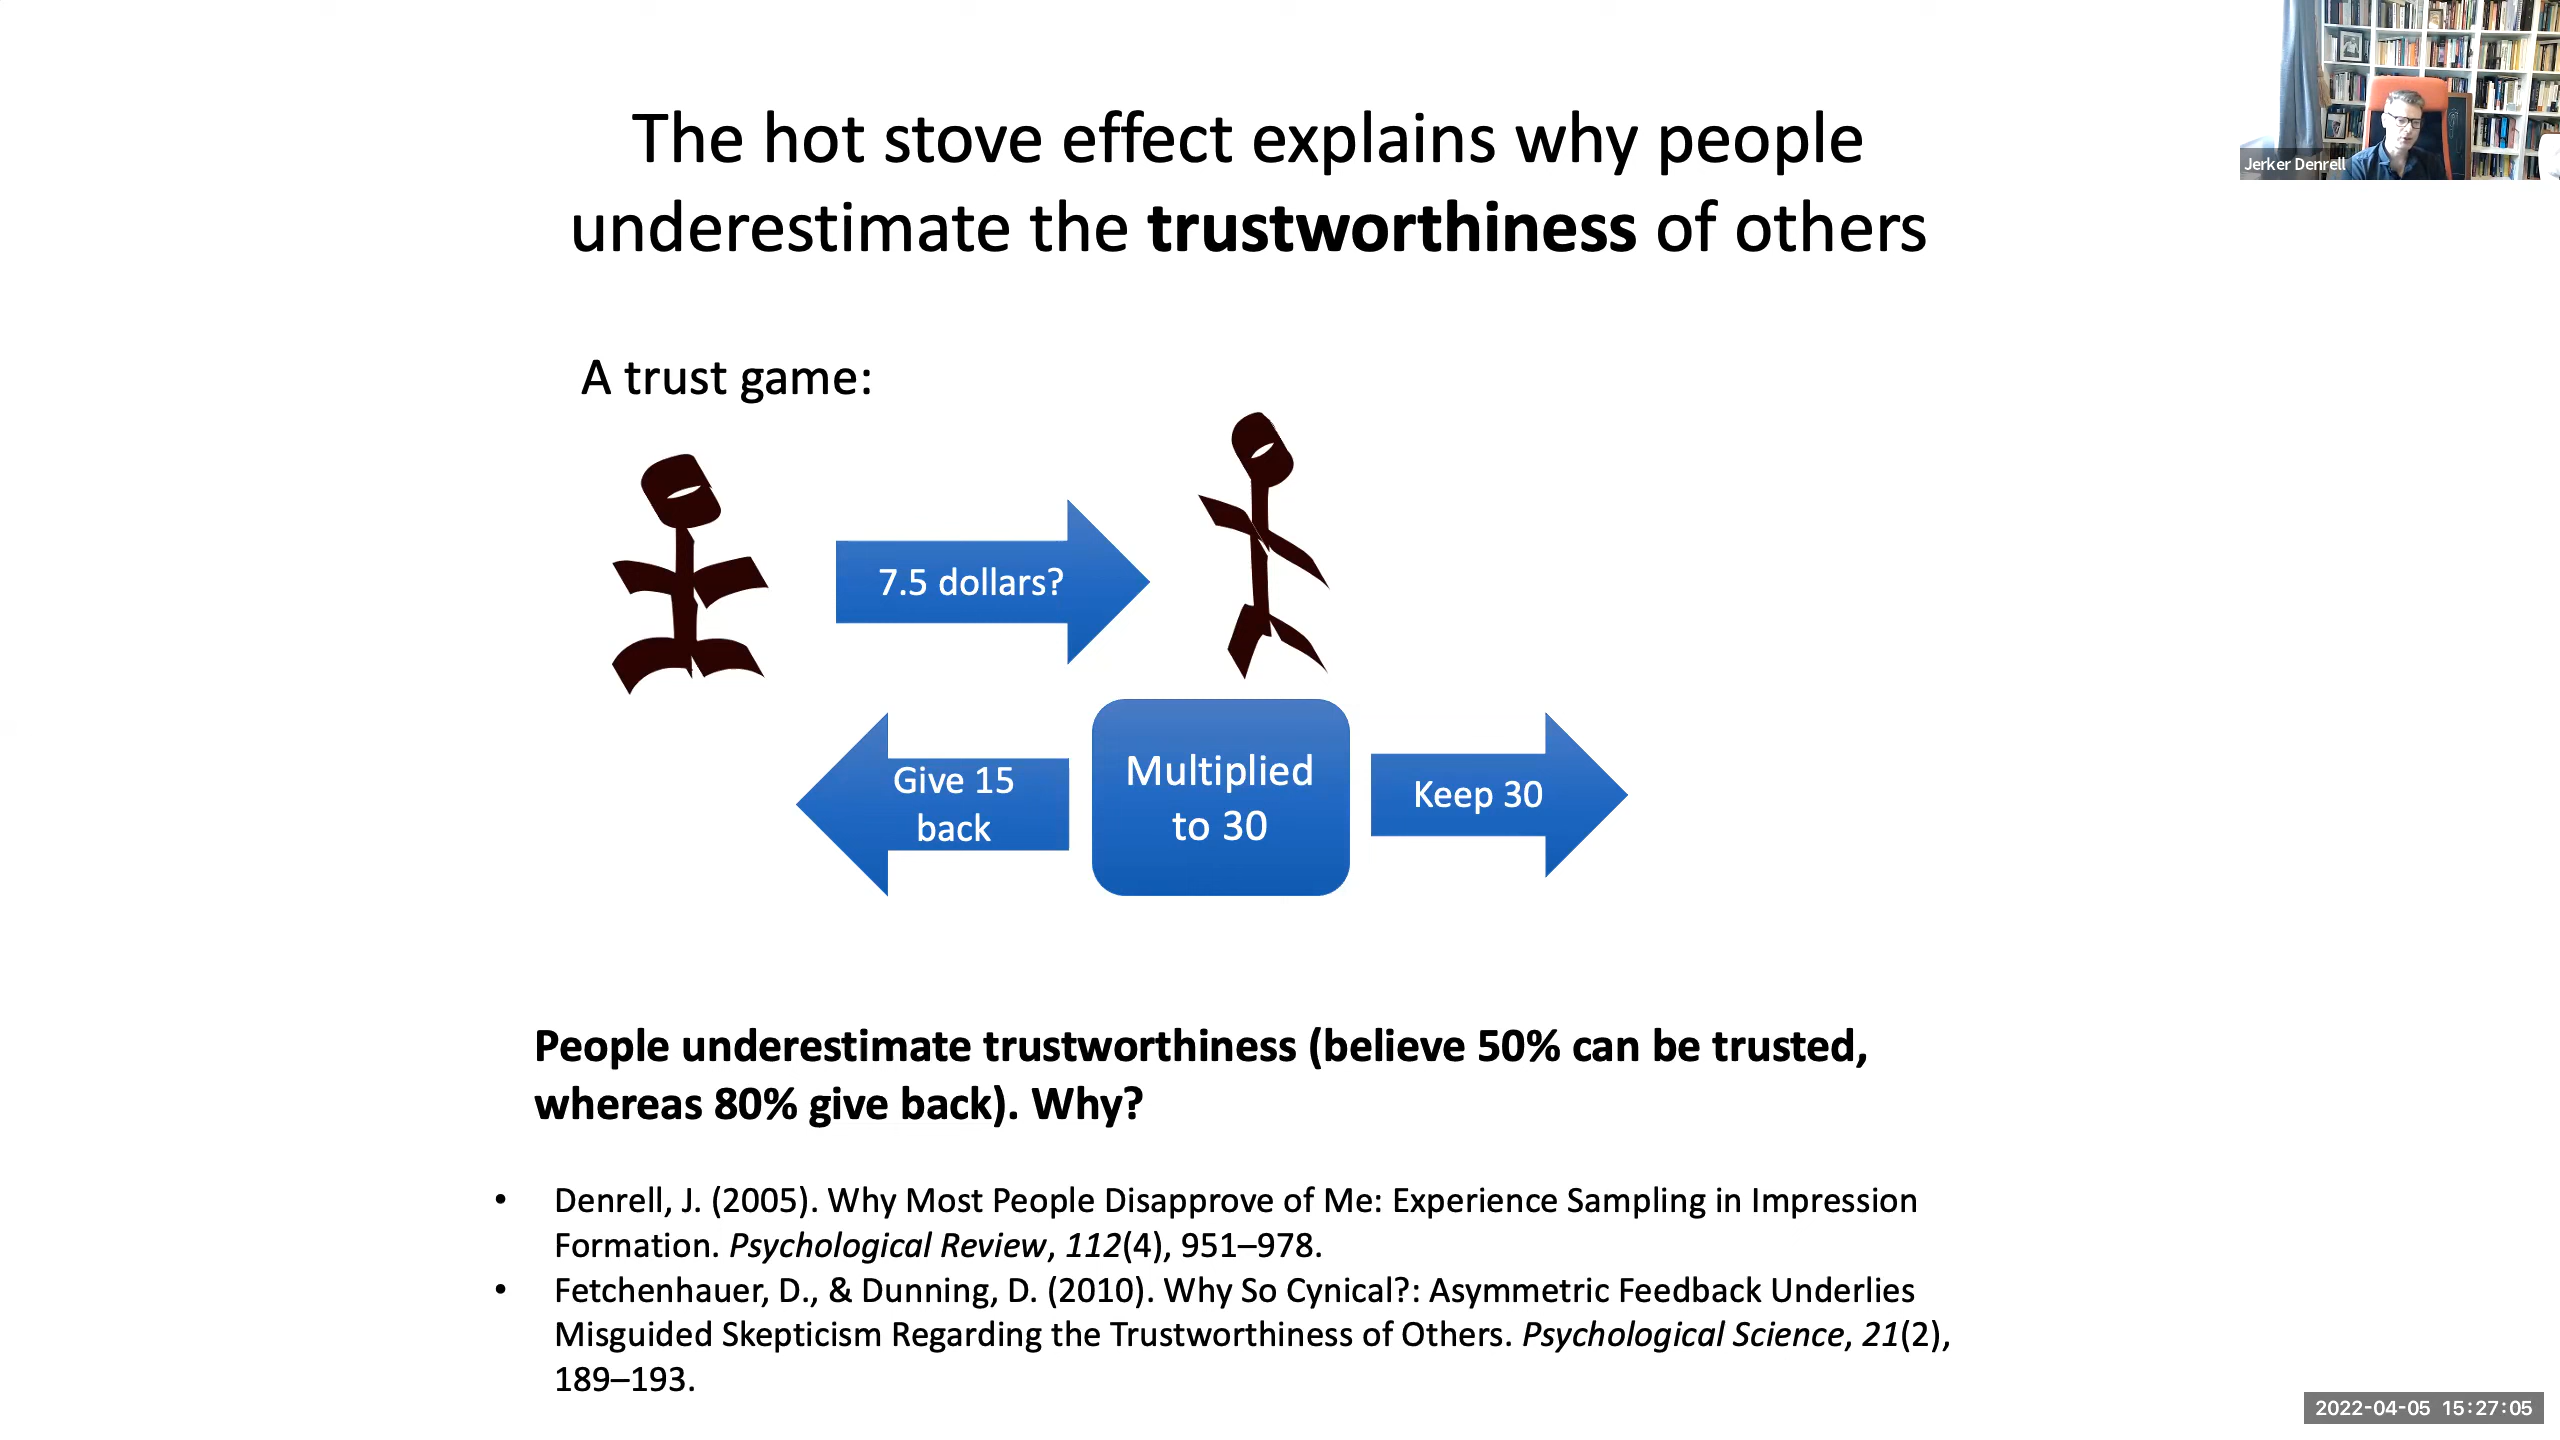 The hot stove effect explains why people
underestimate the trustworthiness of others
Jerker Denrell
A trust game:
7.5 dollars?
Give 15
back
Multiplied
to 30
Keep 30
People underestimate trustworthiness (believe 50% can be trusted,
whereas 80% give back). Why?
• Denrell, J. (2005). Why Most People Disapprove of Me: Experience Sampling in Impression
Formation. Psychological Review, 112(4), 951–978.
• Fetchenhauer, D., & Dunning, D. (2010). Why So Cynical?: Asymmetric Feedback Underlies
Misguided Skepticism Regarding the Trustworthiness of Others. Psychological Science, 21(2),
189–193.
2022-04-05 15:27:05